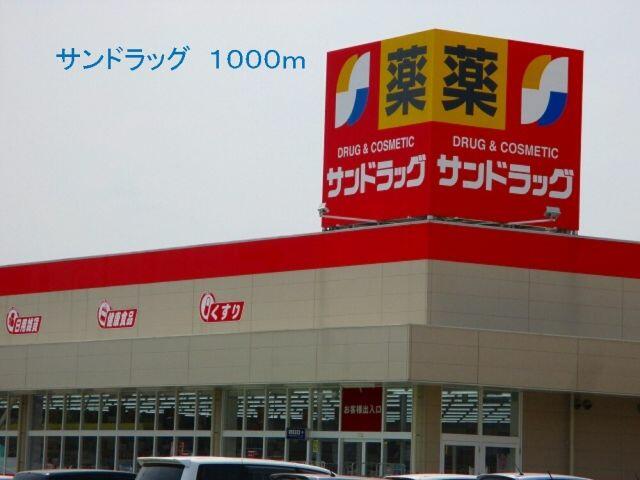 サンドラッグ 1000m
薬 薬
DRUG & COSMETIC
サンドラッグ
DRUG & COSMETIC
サンドラッグ
日用雑貨
健康食品
くすり
お客様出入口